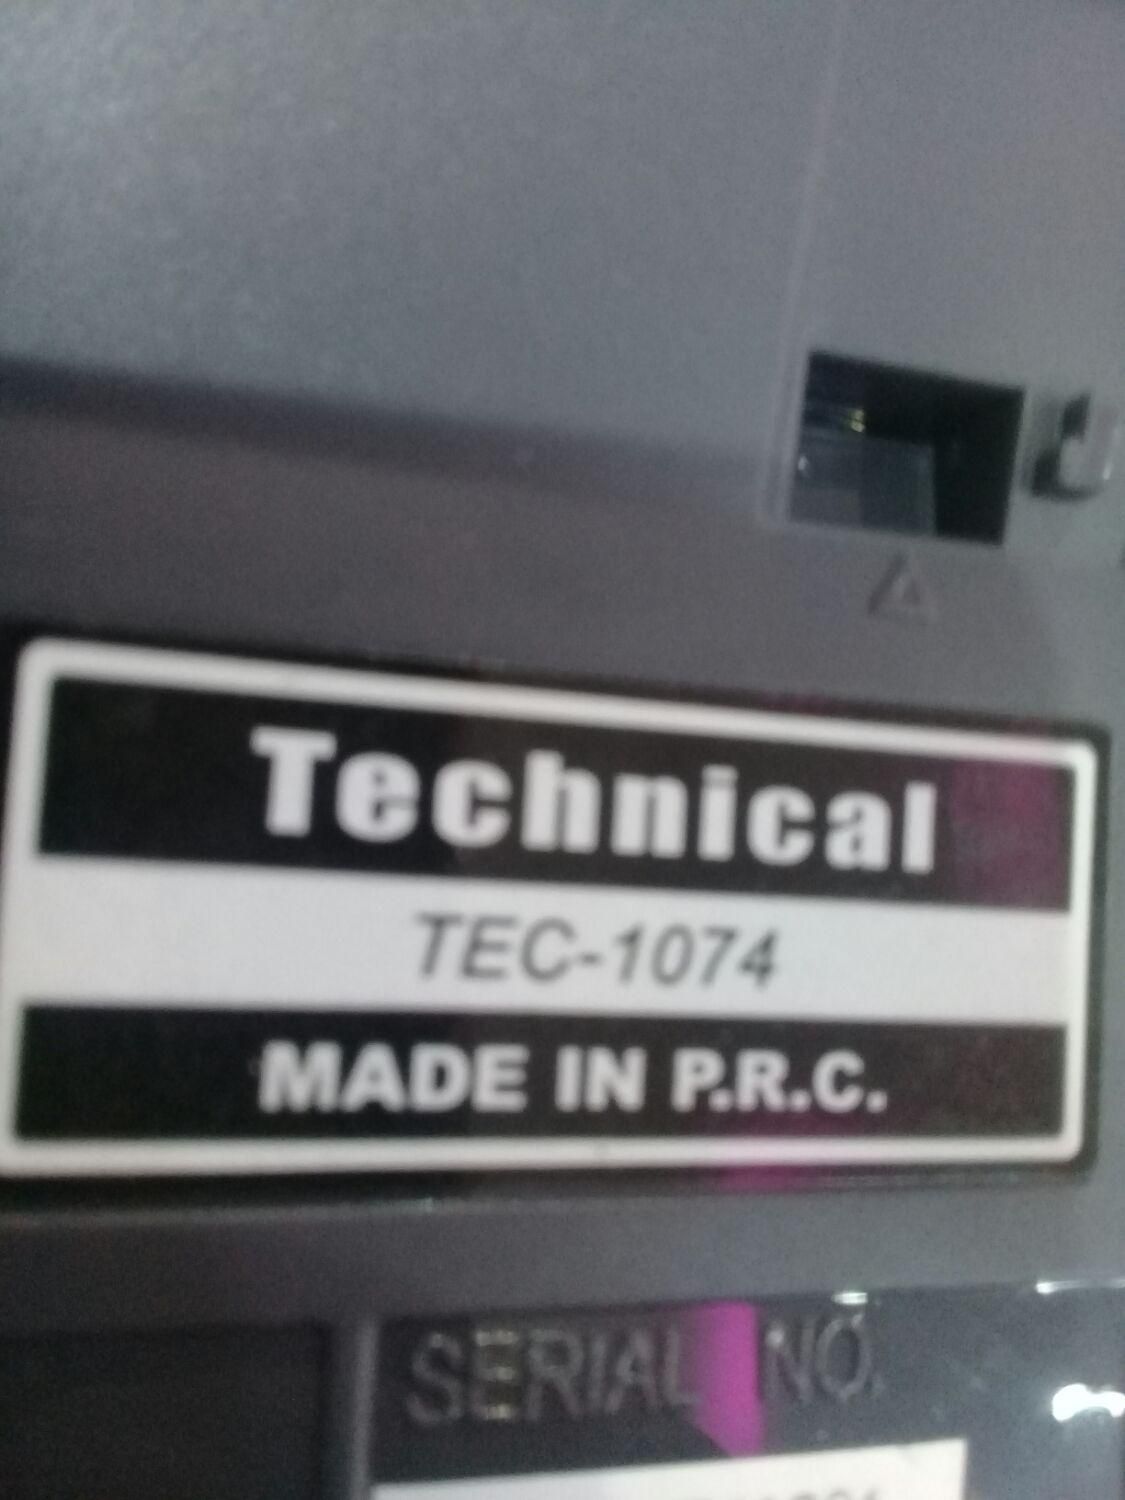 Technical
TEC-1074
MADE IN P.R.C.
SERIAL NO.